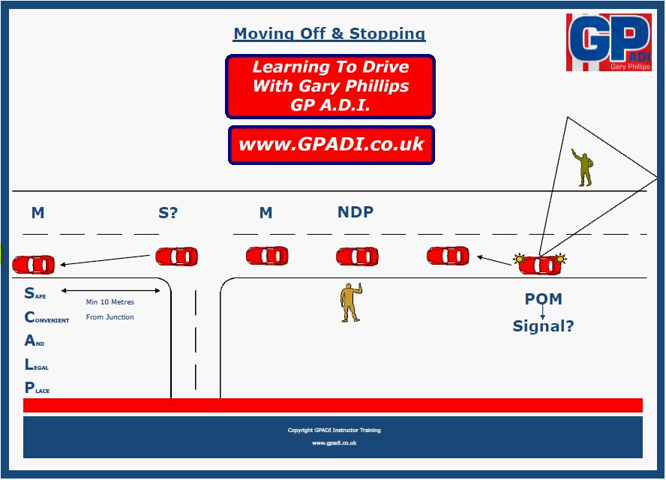 Moving Off & Stopping
GP
ADI
Gary Phillips
Learning To Drive
With Gary Phillips
GP A.D.I.
www.GPADI.co.uk
M
S?
M
NDP
SAFE
CONVENIENT
AND
LEGAL
PLACE
Min 10 Metres
From Junction
POM
Signal?
Copyright GPADI Instructor Training
www.gpadi.co.uk